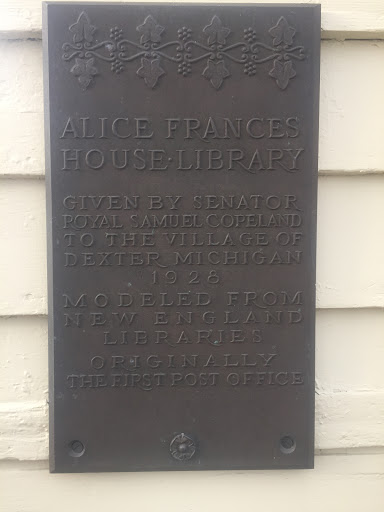 ALICE FRANCES
HOUSE·LIBRARY
GIVEN BY SENATOR
ROYAL SAMUEL COPELAND
TO THE VILLAGE OF
DEXTER MICHIGAN
1928
MODELED FROM
NEW ENGLAND
LIBRARIES
ORIGINALLY
THE FIRST POST OFFICE